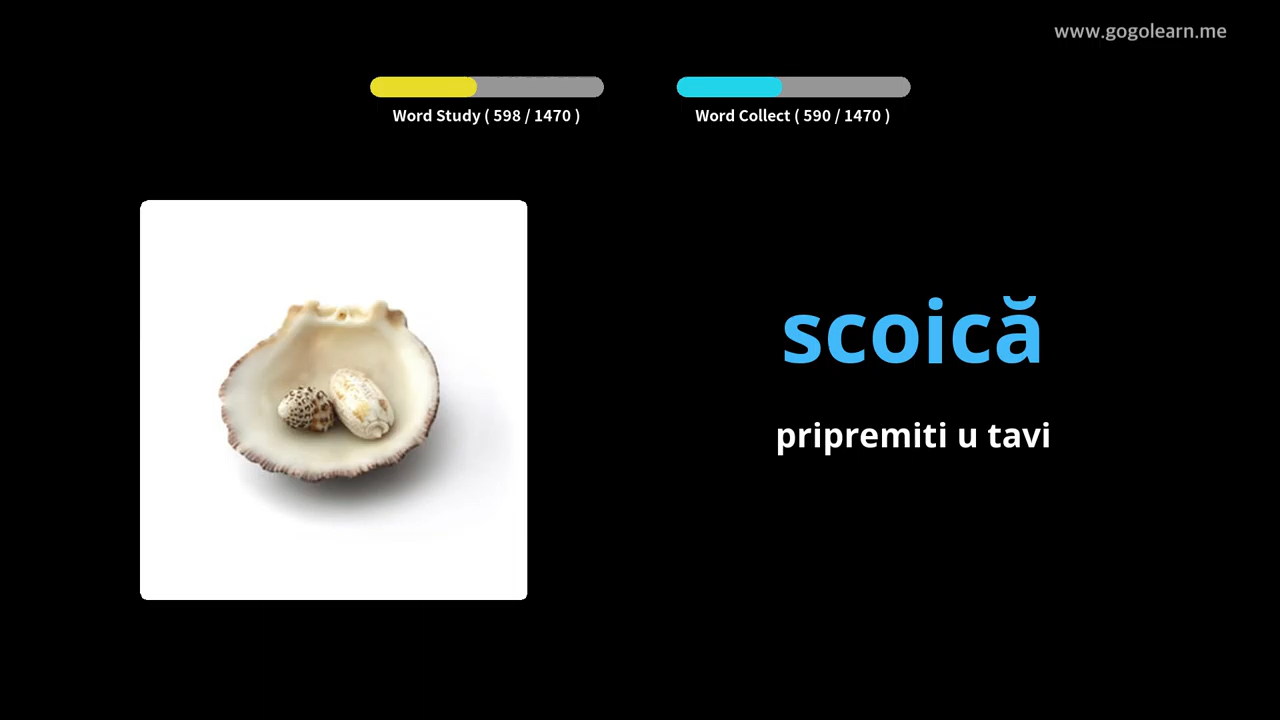 www.gogolearn.me
Word Study ( 598 / 1470 )
Word Collect ( 590 / 1470 )
scoică
pripremiti u tavi